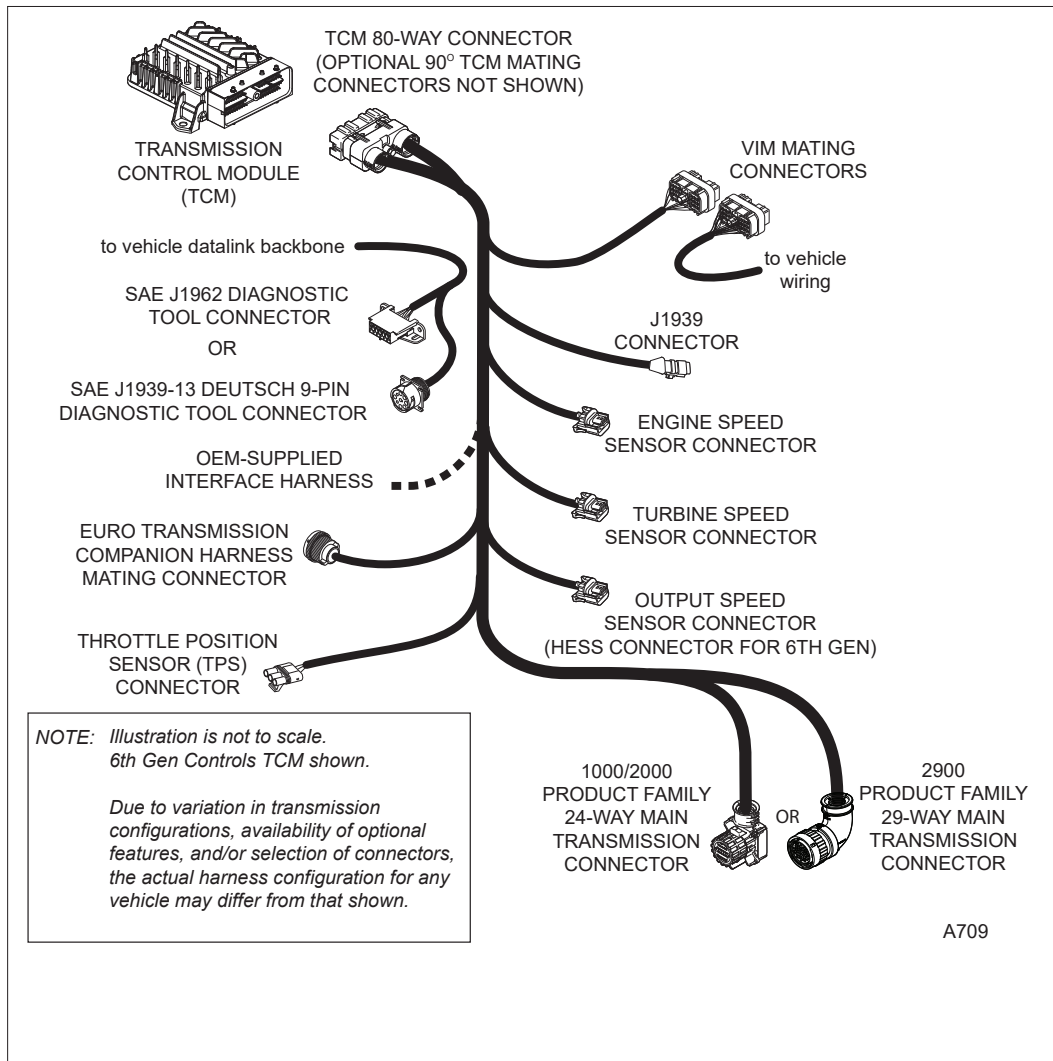 TCM 80-WAY CONNECTOR
(OPTIONAL 90° TCM MATING
CONNECTORS NOT SHOWN)
TRANSMISSION
CONTROL MODULE
(TCM)
VIM MATING
CONNECTORS
to vehicle datalink backbone
to vehicle
wiring
SAE J1962 DIAGNOSTIC
TOOL CONNECTOR
OR
SAE J1939-13 DEUTSCH 9-PIN
DIAGNOSTIC TOOL CONNECTOR
J1939
CONNECTOR
ENGINE SPEED
SENSOR CONNECTOR
OEM-SUPPLIED
INTERFACE HARNESS
TURBINE SPEED
SENSOR CONNECTOR
EURO TRANSMISSION
COMPANION HARNESS
MATING CONNECTOR
OUTPUT SPEED
SENSOR CONNECTOR
(HESS CONNECTOR FOR 6TH GEN)
THROTTLE POSITION
SENSOR (TPS)
CONNECTOR
NOTE: Illustration is not to scale.
6th Gen Controls TCM shown.
Due to variation in transmission
configurations, availability of optional
features, and/or selection of connectors,
the actual harness configuration for any
vehicle may differ from that shown.
1000/2000
PRODUCT FAMILY
24-WAY MAIN
TRANSMISSION
CONNECTOR
OR
2900
PRODUCT FAMILY
29-WAY MAIN
TRANSMISSION
CONNECTOR
A709